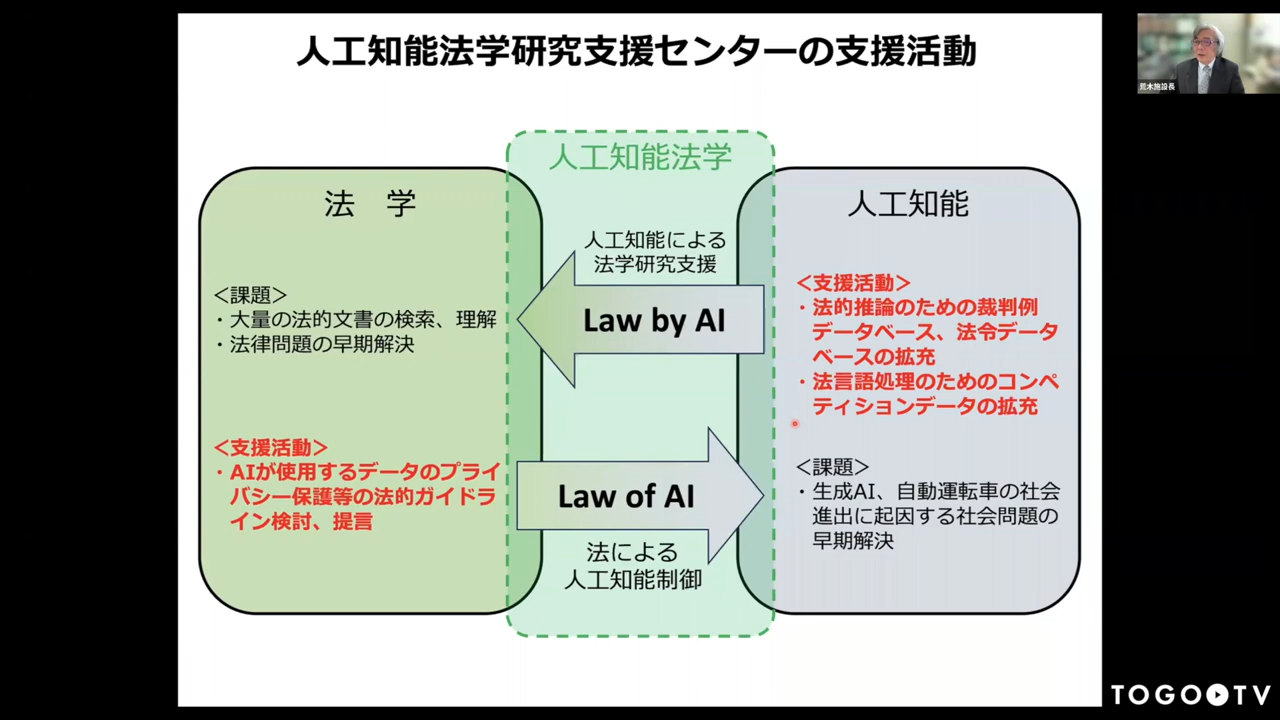 人工知能法学研究支援センターの支援活動
荒木施設長
人工知能法学
法　学
人工知能
人工知能による
法学研究支援
Law by AI
＜課題＞
・大量の法的文書の検索、理解
・法律問題の早期解決
＜支援活動＞
・法的推論のための裁判例
データベース、法令データ
ベースの拡充
・法言語処理のためのコンペ
ティションデータの拡充
＜支援活動＞
・AIが使用するデータのプライ
バシー保護等の法的ガイドラ
イン検討、提言
Law of AI
法による
人工知能制御
＜課題＞
・生成AI、自動運転車の社会
進出に起因する社会問題の
早期解決
TOGO TV